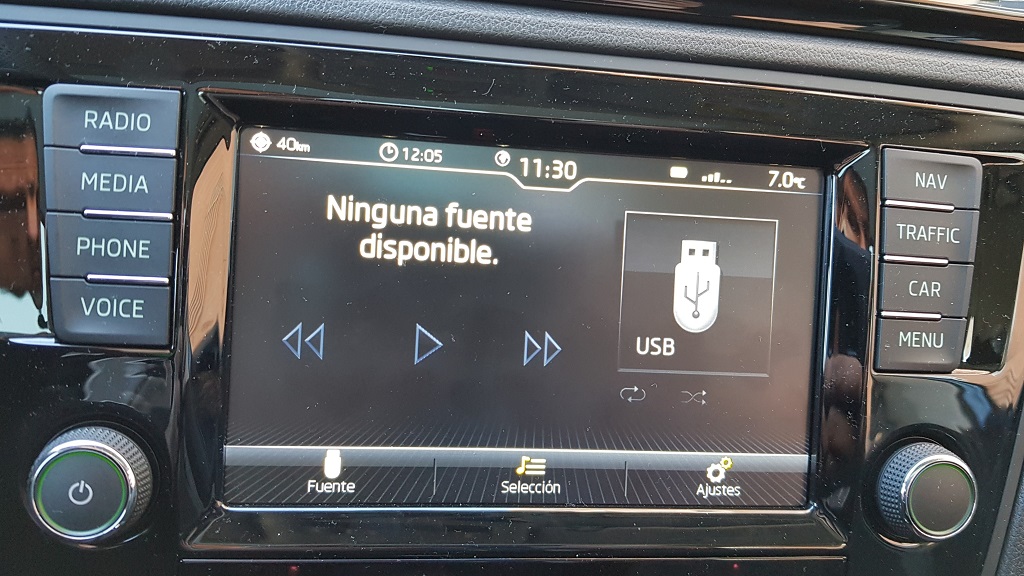 RADIO
MEDIA
PHONE
VOICE
40km
12:05
11:30
7.0°C
Ninguna fuente
disponible.
USB
Fuente
Selección
Ajustes
NAV
TRAFFIC
CAR
MENU